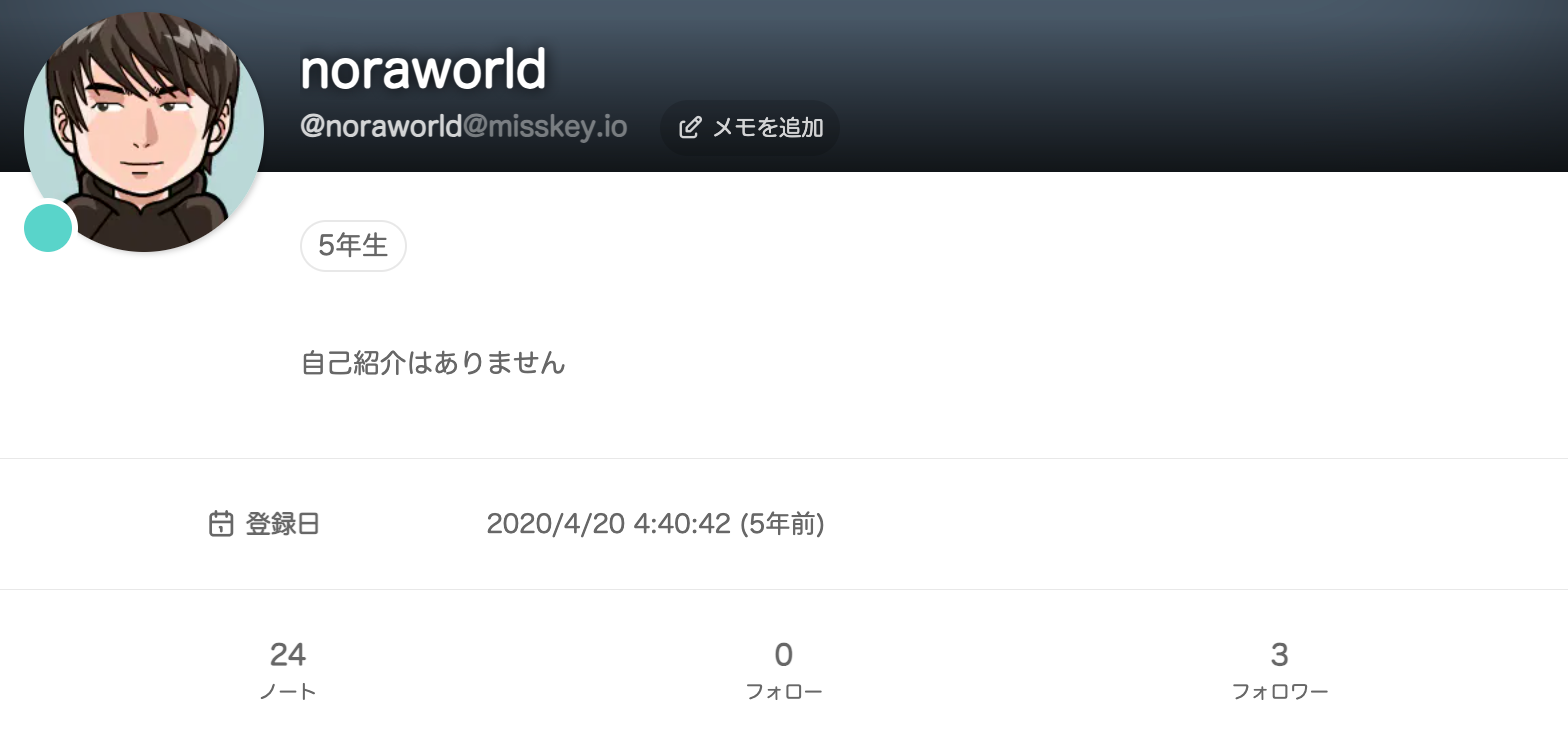 noraworld
@noraworld@misskey.io メモを追加
5年生
自己紹介はありません
登録日 2020/4/20 4:40:42 (5年前)
24 0 3
ノート フォロー フォロワー